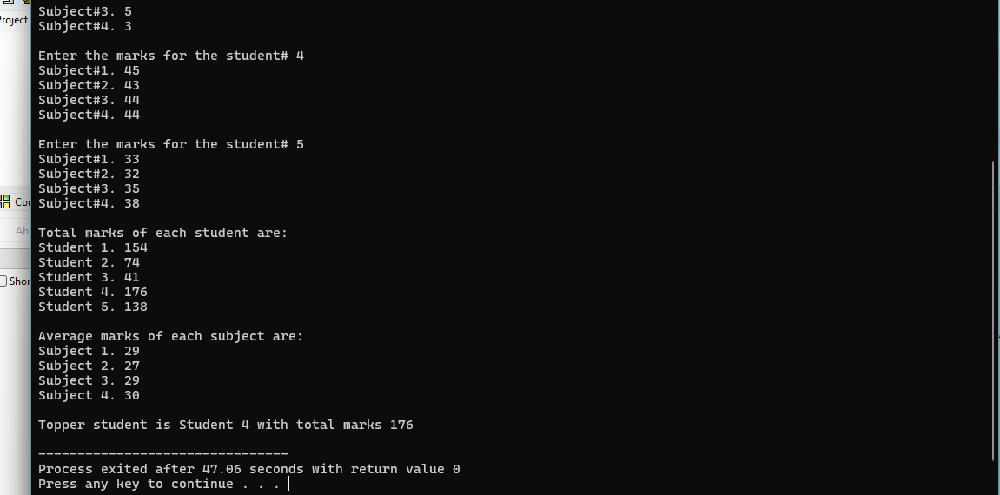 Project
Subject#3. 5
Subject#4. 3
Enter the marks for the student# 4
Subject#1. 45
Subject#2. 43
Subject#3. 44
Subject#4. 44
Enter the marks for the student# 5
Subject#1. 33
Subject#2. 32
Subject#3. 35
Subject#4. 38
Total marks of each student are:
Student 1. 154
Student 2. 74
Student 3. 41
Student 4. 176
Student 5. 138
Average marks of each subject are:
Subject 1. 29
Subject 2. 27
Subject 3. 29
Subject 4. 30
Topper student is Student 4 with total marks 176
--------------------------------
Process exited after 47.06 seconds with return value 0
Press any key to continue . . .